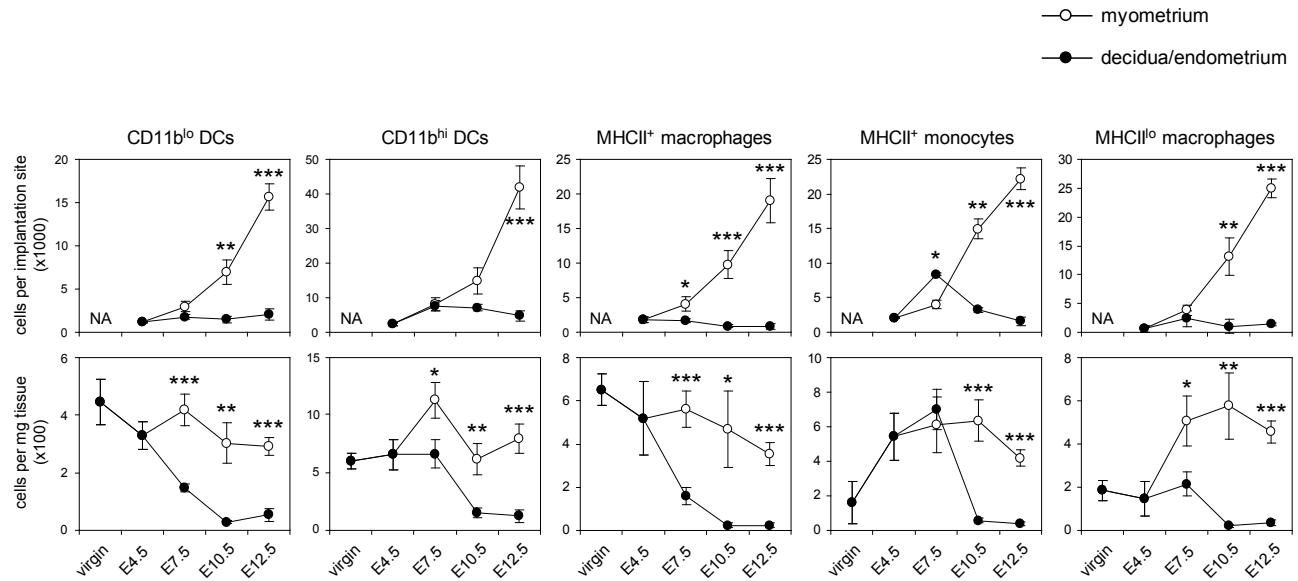 myometrium
decidua/endometrium
CD11b^lo DCs
CD11b^hi DCs
MHCII⁺ macrophages
MHCII⁺ monocytes
MHCII^lo macrophages
cells per implantation site
(x1000)
20
15
10
5
0
NA
**
***
50
40
30
20
10
0
NA
***
25
20
15
10
5
0
NA
*
***
***
25
20
15
10
5
0
NA
*
**
***
30
25
20
15
10
5
0
NA
**
***
cells per mg tissue
(x100)
6
4
2
0
***
**
***
15
10
5
0
*
**
***
8
6
4
2
0
***
*
***
10
8
6
4
2
0
***
***
8
6
4
2
0
*
**
***
virgin
E4.5
E7.5
E10.5
E12.5
virgin
E4.5
E7.5
E10.5
E12.5
virgin
E4.5
E7.5
E10.5
E12.5
virgin
E4.5
E7.5
E10.5
E12.5
virgin
E4.5
E7.5
E10.5
E12.5